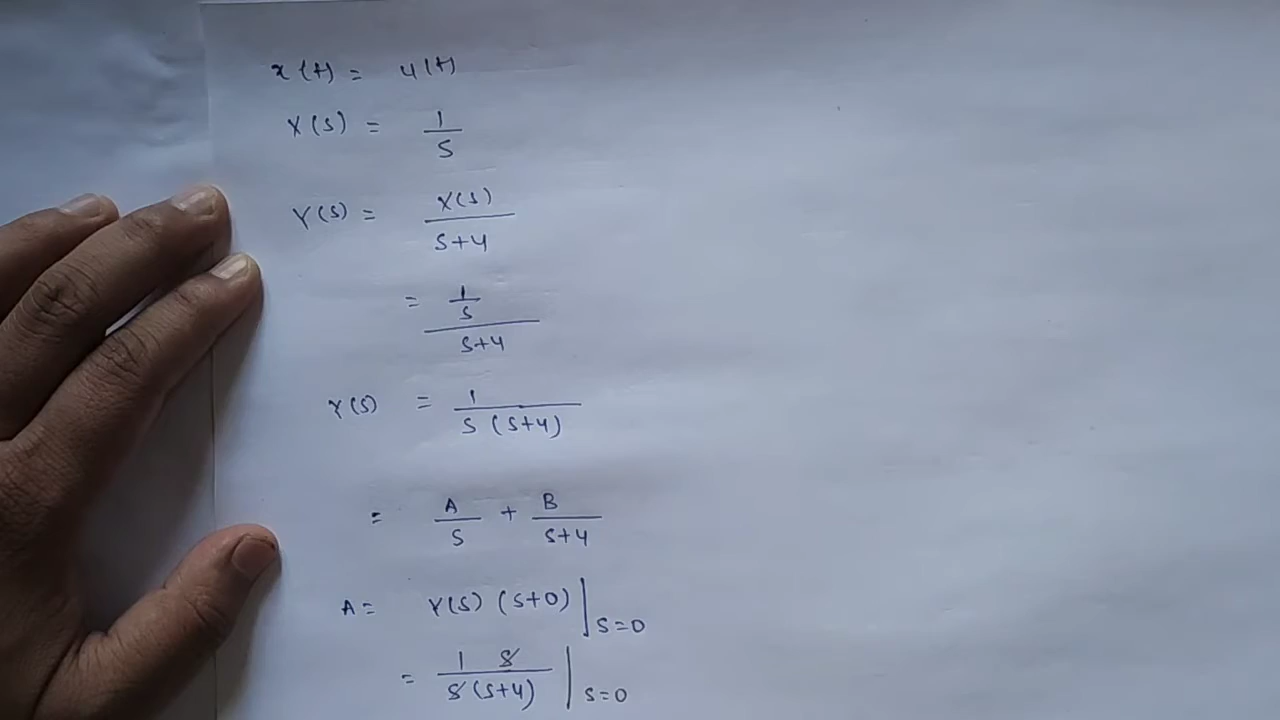 x(t) = u(t)
X(s) = 1/s
Y(s) = X(s)/(s+4)
= (1/s)/(s+4)
Y(s) = 1/(s(s+4))
= A/s + B/(s+4)
A = Y(s)(s+0)|s=0
= 1 s/(s(s+4))|s=0